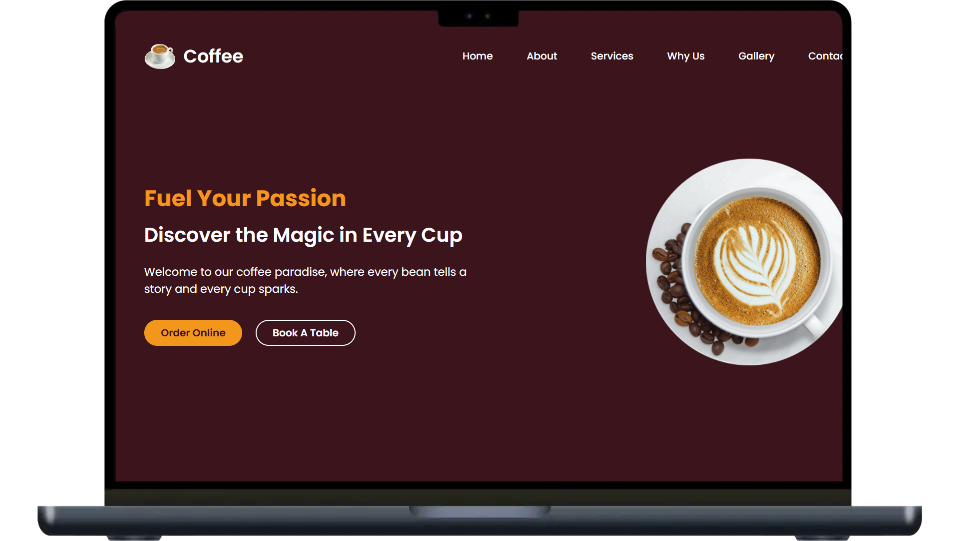 Coffee
Home About Services Why Us Gallery Contac
Fuel Your Passion
Discover the Magic in Every Cup
Welcome to our coffee paradise, where every bean tells a
story and every cup sparks.
Order Online Book A Table